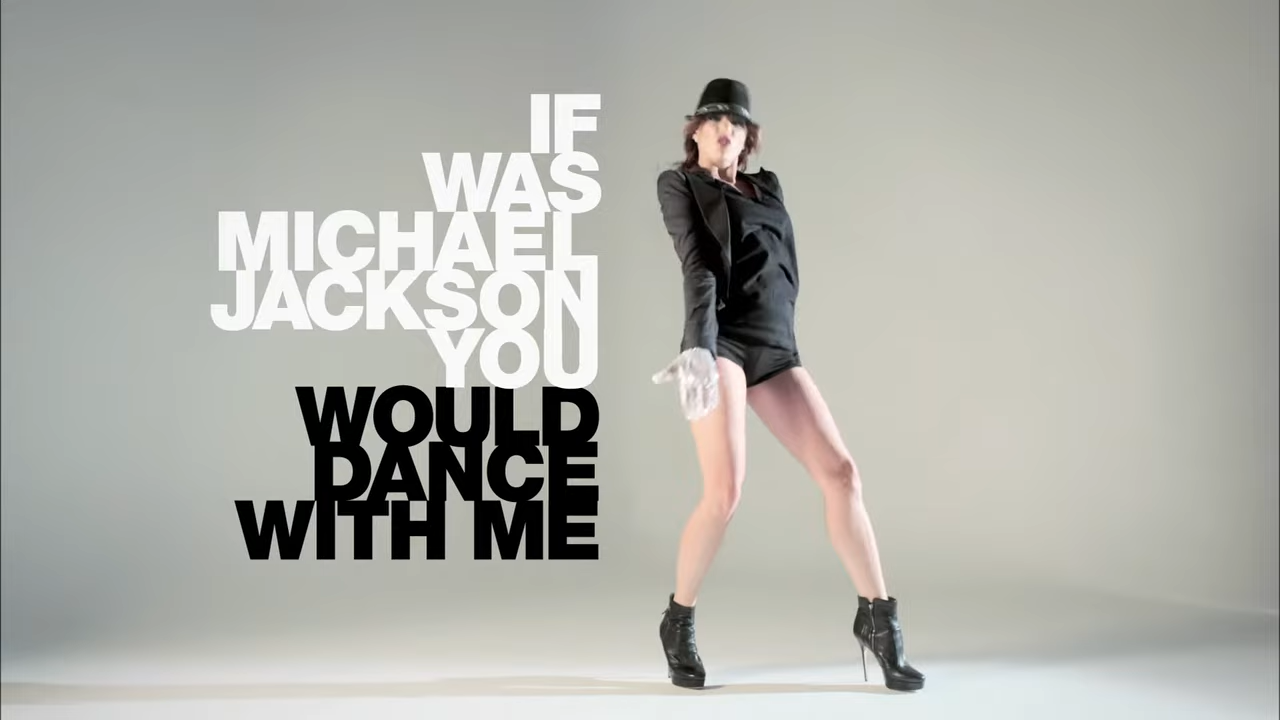 IF
WAS
MICHAEL
JACKSON
YOU
WOULD
DANCE
WITH ME